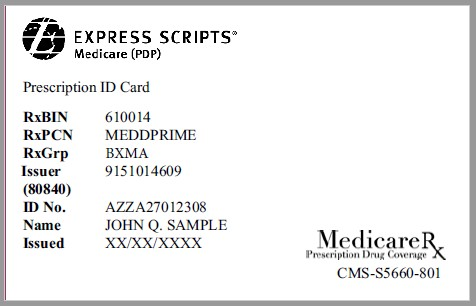 EXPRESS SCRIPTS®
Medicare (PDP)
Prescription ID Card
RxBIN 610014
RxPCN MEDDPRIME
RxGrp BXMA
Issuer 9151014609
(80840)
ID No. AZZA27012308
Name JOHN Q. SAMPLE
Issued XX/XX/XXXX
MedicareRx
Prescription Drug Coverage
CMS-S5660-801